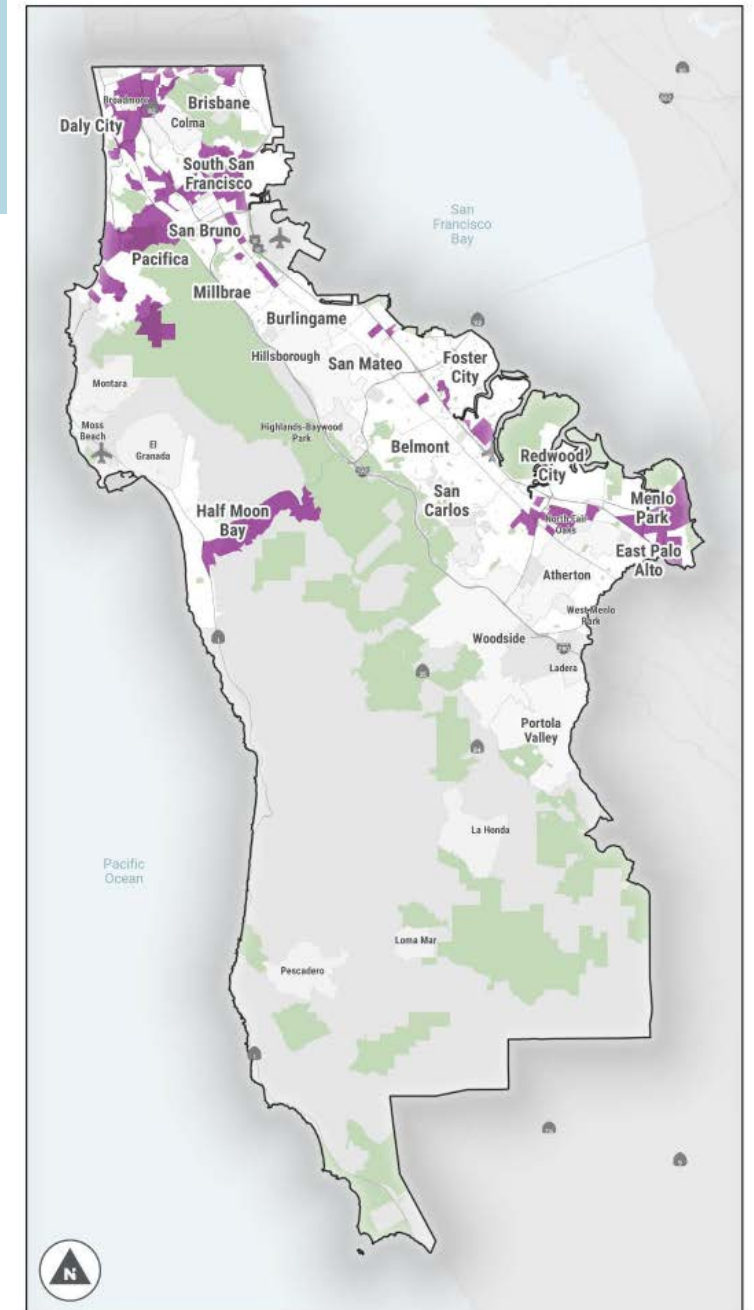 Broadmoor
Brisbane
Daly City
Colma
South San
Francisco
San
Francisco
Bay
San Bruno
Pacifica
Millbrae
Burlingame
Hillsborough
San Mateo
Foster
City
Montara
Moss
Beach
El
Granada
Highlands-Baywood
Park
Belmont
Redwood
City
San
Carlos
Menlo
Park
Half Moon
Bay
North Fair
Oaks
East Palo
Alto
Atherton
West Menlo
Park
Woodside
Ladera
Portola
Valley
La Honda
Pacific
Ocean
Loma Mar
Pescadero
N